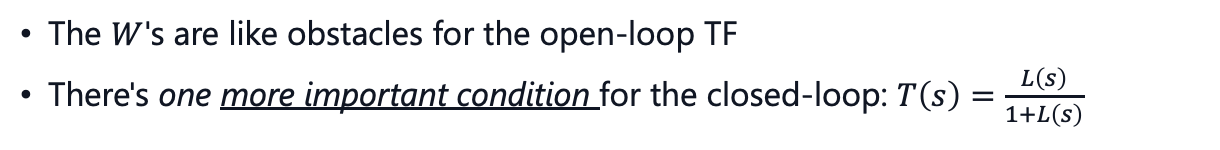 • The W's are like obstacles for the open-loop TF
• There's one more important condition for the closed-loop: T(s) = L(s)/1+L(s)